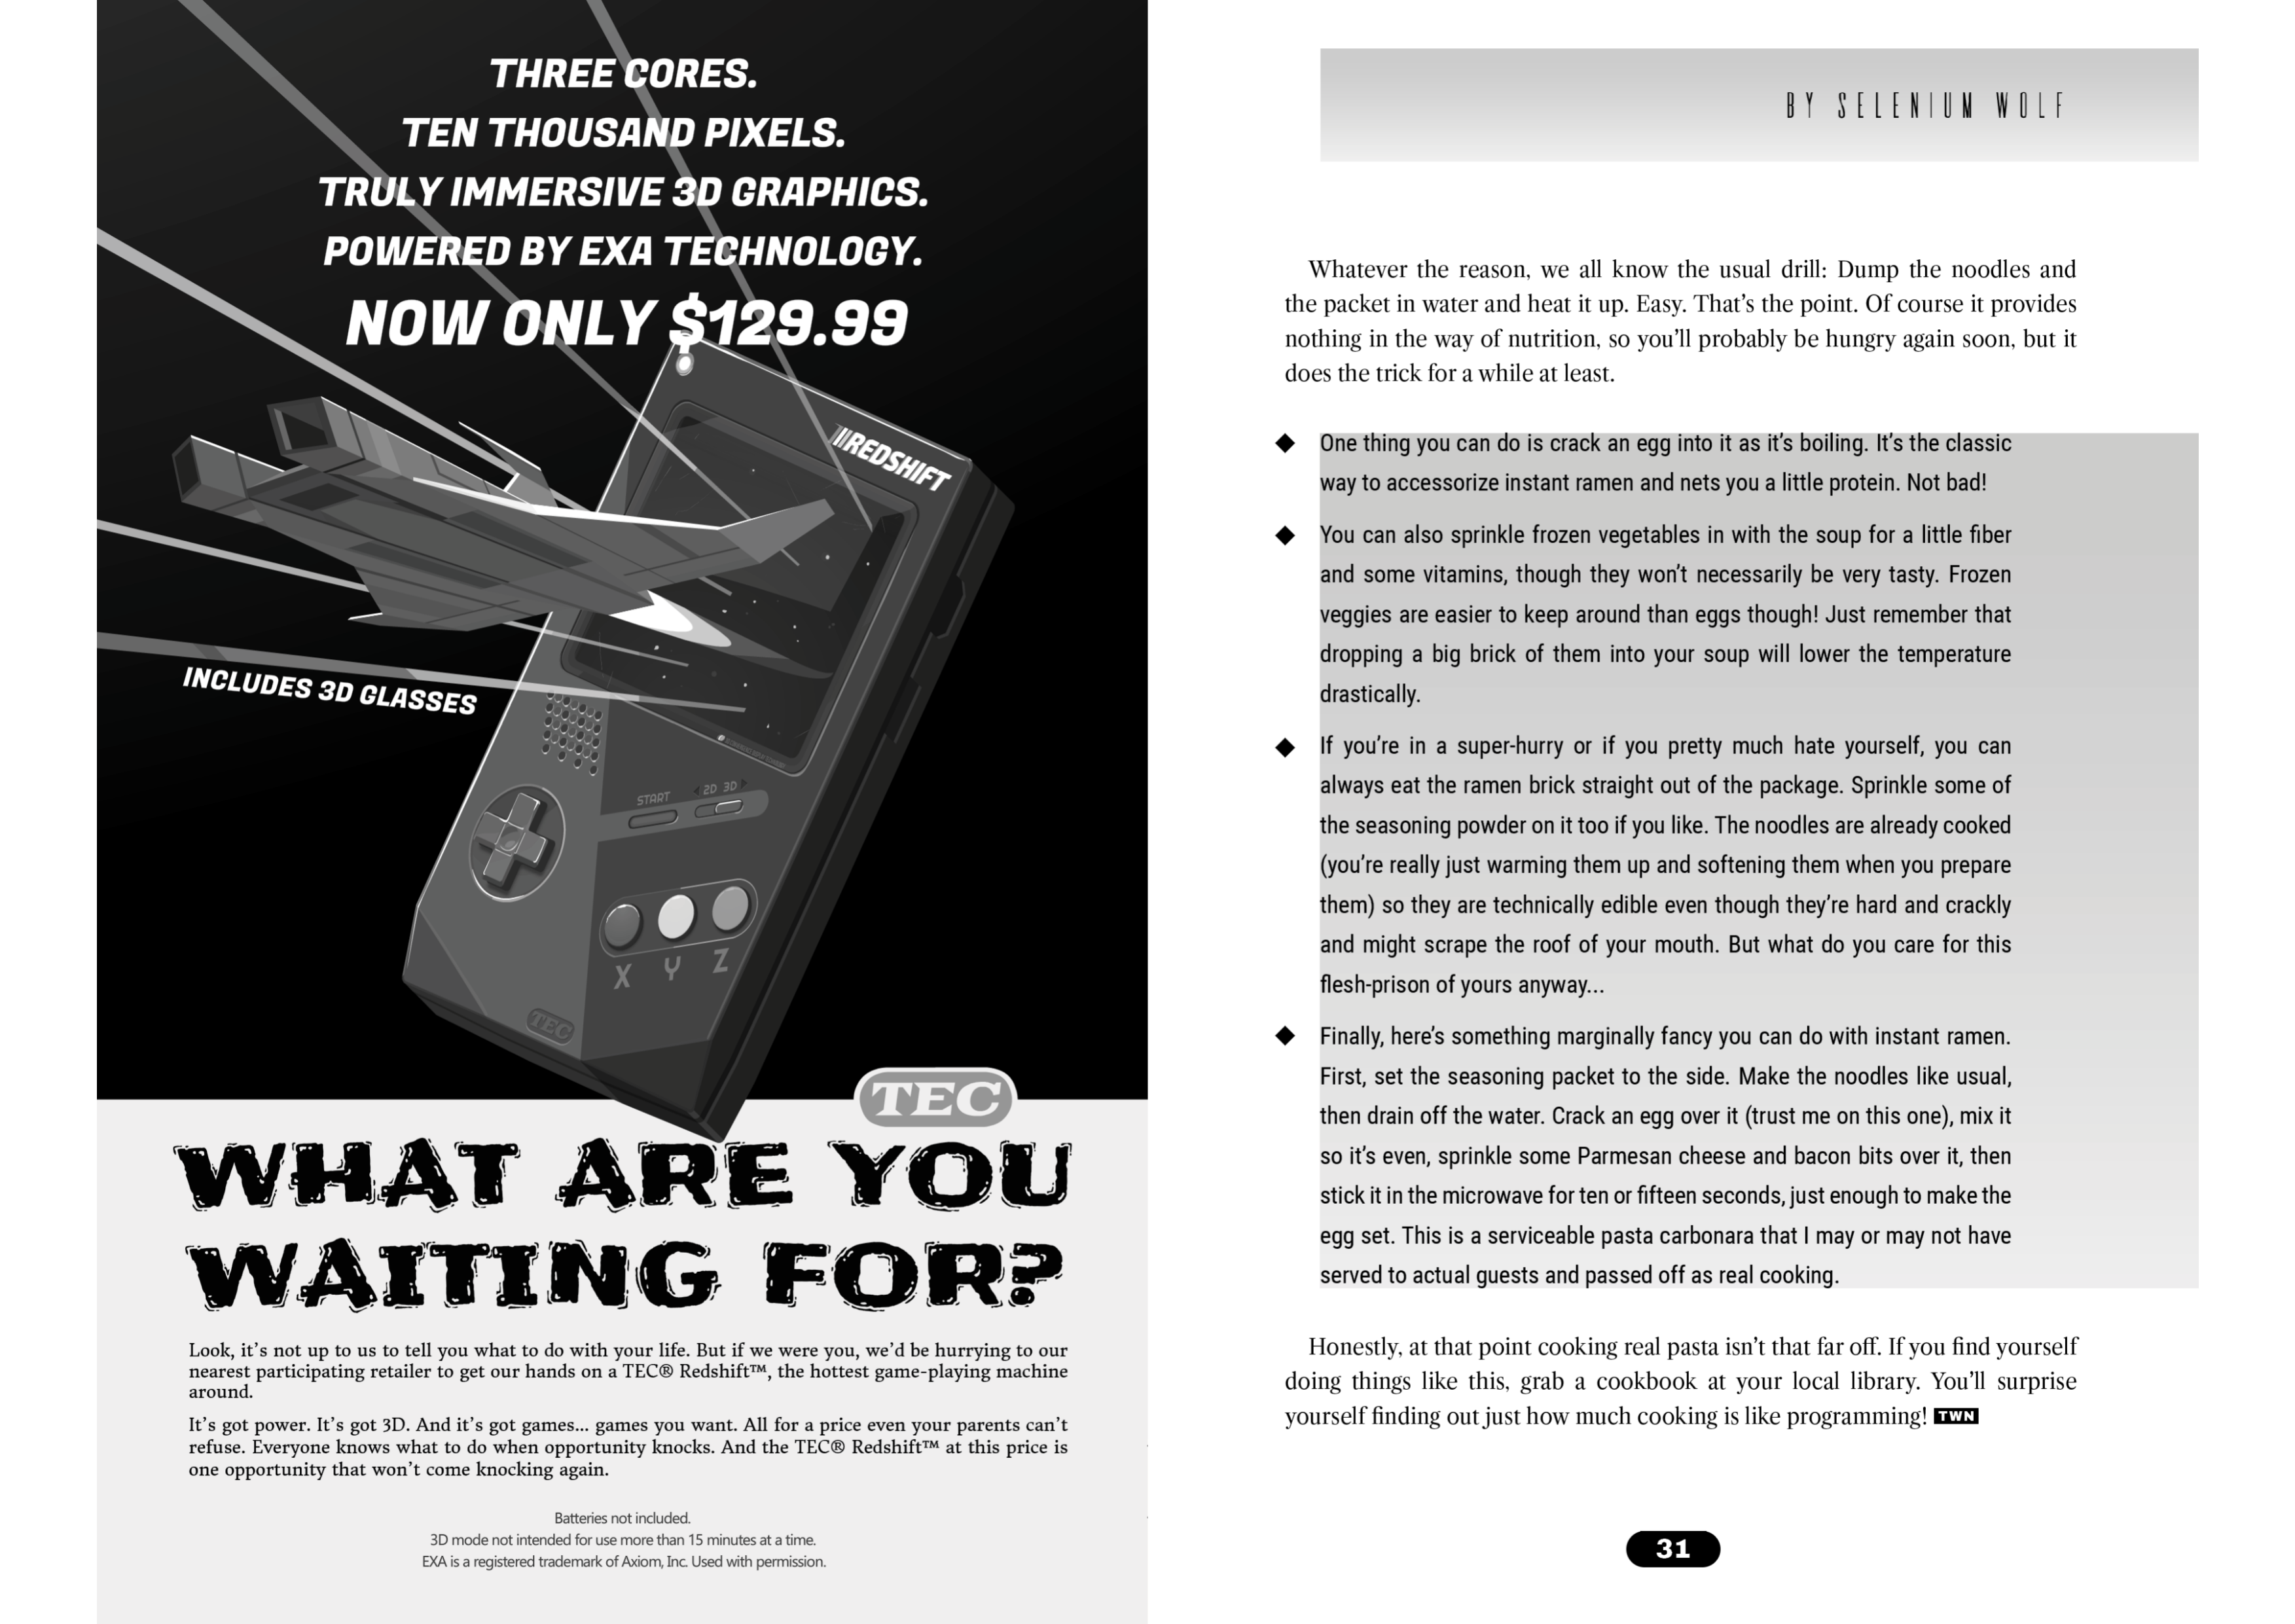 THREE CORES.
TEN THOUSAND PIXELS.
TRULY IMMERSIVE 3D GRAPHICS.
POWERED BY EXA TECHNOLOGY.
NOW ONLY $129.99
REDSHIFT
INCLUDES 3D GLASSES
START
2D 3D
X Y Z
TEC
TEC
WHAT ARE YOU
WAITING FOR?
Look, it's not up to us to tell you what to do with your life. But if we were you, we'd be hurrying to our
nearest participating retailer to get our hands on a TEC® Redshift™, the hottest game-playing machine
around.
It's got power. It's got 3D. And it's got games... games you want. All for a price even your parents can't
refuse. Everyone knows what to do when opportunity knocks. And the TEC® Redshift™ at this price is
one opportunity that won't come knocking again.
Batteries not included.
3D mode not intended for use more than 15 minutes at a time.
EXA is a registered trademark of Axiom, Inc. Used with permission.
BY SELENIUM WOLF
Whatever the reason, we all know the usual drill: Dump the noodles and
the packet in water and heat it up. Easy. That's the point. Of course it provides
nothing in the way of nutrition, so you'll probably be hungry again soon, but it
does the trick for a while at least.
◆ One thing you can do is crack an egg into it as it's boiling. It's the classic
way to accessorize instant ramen and nets you a little protein. Not bad!
◆ You can also sprinkle frozen vegetables in with the soup for a little fiber
and some vitamins, though they won't necessarily be very tasty. Frozen
veggies are easier to keep around than eggs though! Just remember that
dropping a big brick of them into your soup will lower the temperature
drastically.
◆ If you're in a super-hurry or if you pretty much hate yourself, you can
always eat the ramen brick straight out of the package. Sprinkle some of
the seasoning powder on it too if you like. The noodles are already cooked
(you're really just warming them up and softening them when you prepare
them) so they are technically edible even though they're hard and crackly
and might scrape the roof of your mouth. But what do you care for this
flesh-prison of yours anyway...
◆ Finally, here's something marginally fancy you can do with instant ramen.
First, set the seasoning packet to the side. Make the noodles like usual,
then drain off the water. Crack an egg over it (trust me on this one), mix it
so it's even, sprinkle some Parmesan cheese and bacon bits over it, then
stick it in the microwave for ten or fifteen seconds, just enough to make the
egg set. This is a serviceable pasta carbonara that I may or may not have
served to actual guests and passed off as real cooking.
Honestly, at that point cooking real pasta isn't that far off. If you find yourself
doing things like this, grab a cookbook at your local library. You'll surprise
yourself finding out just how much cooking is like programming! TWN
31